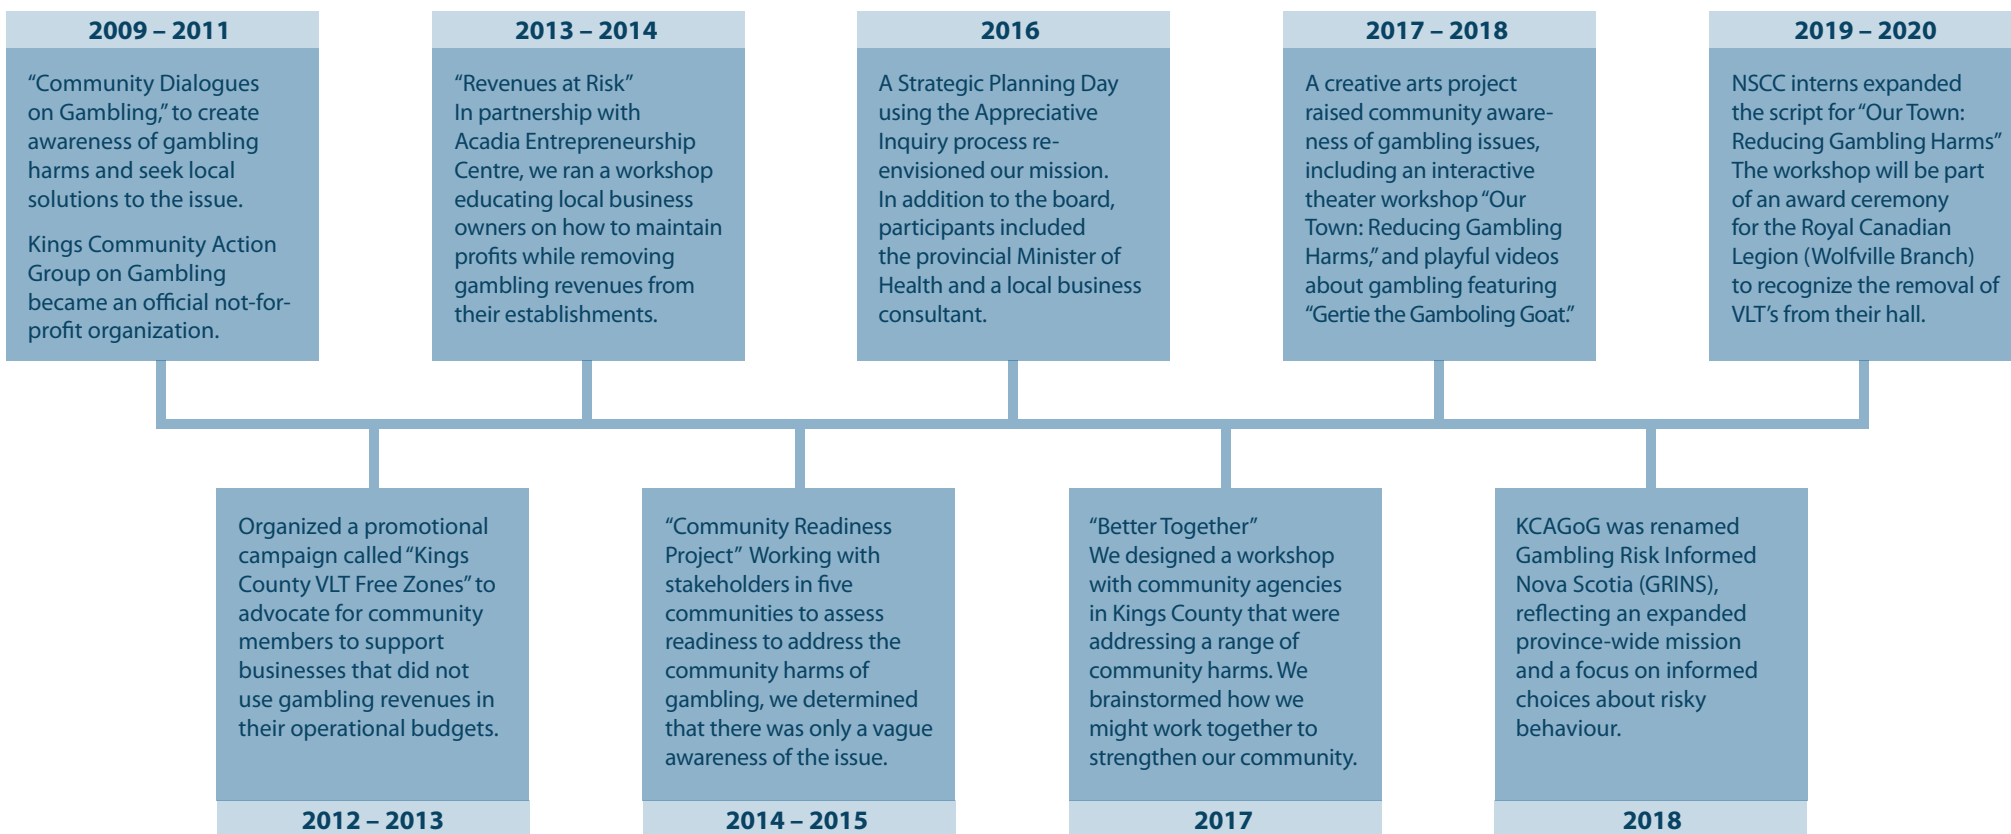 2009 – 2011
“Community Dialogues
on Gambling,” to create
awareness of gambling
harms and seek local
solutions to the issue.
Kings Community Action
Group on Gambling
became an official not-for-
profit organization.
2013 – 2014
“Revenues at Risk”
In partnership with
Acadia Entrepreneurship
Centre, we ran a workshop
educating local business
owners on how to maintain
profits while removing
gambling revenues from
their establishments.
2016
A Strategic Planning Day
using the Appreciative
Inquiry process re-
envisioned our mission.
In addition to the board,
participants included
the provincial Minister of
Health and a local business
consultant.
2017 – 2018
A creative arts project
raised community aware-
ness of gambling issues,
including an interactive
theater workshop “Our
Town: Reducing Gambling
Harms,” and playful videos
about gambling featuring
“Gertie the Gamboling Goat.”
2019 – 2020
NSCC interns expanded
the script for “Our Town:
Reducing Gambling Harms”
The workshop will be part
of an award ceremony
for the Royal Canadian
Legion (Wolfville Branch)
to recognize the removal of
VLT’s from their hall.
Organized a promotional
campaign called “Kings
County VLT Free Zones” to
advocate for community
members to support
businesses that did not
use gambling revenues in
their operational budgets.
2012 – 2013
“Community Readiness
Project” Working with
stakeholders in five
communities to assess
readiness to address the
community harms of
gambling, we determined
that there was only a vague
awareness of the issue.
2014 – 2015
“Better Together”
We designed a workshop
with community agencies
in Kings County that were
addressing a range of
community harms. We
brainstormed how we
might work together to
strengthen our community.
2017
KCAGoG was renamed
Gambling Risk Informed
Nova Scotia (GRINS),
reflecting an expanded
province-wide mission
and a focus on informed
choices about risky
behaviour.
2018